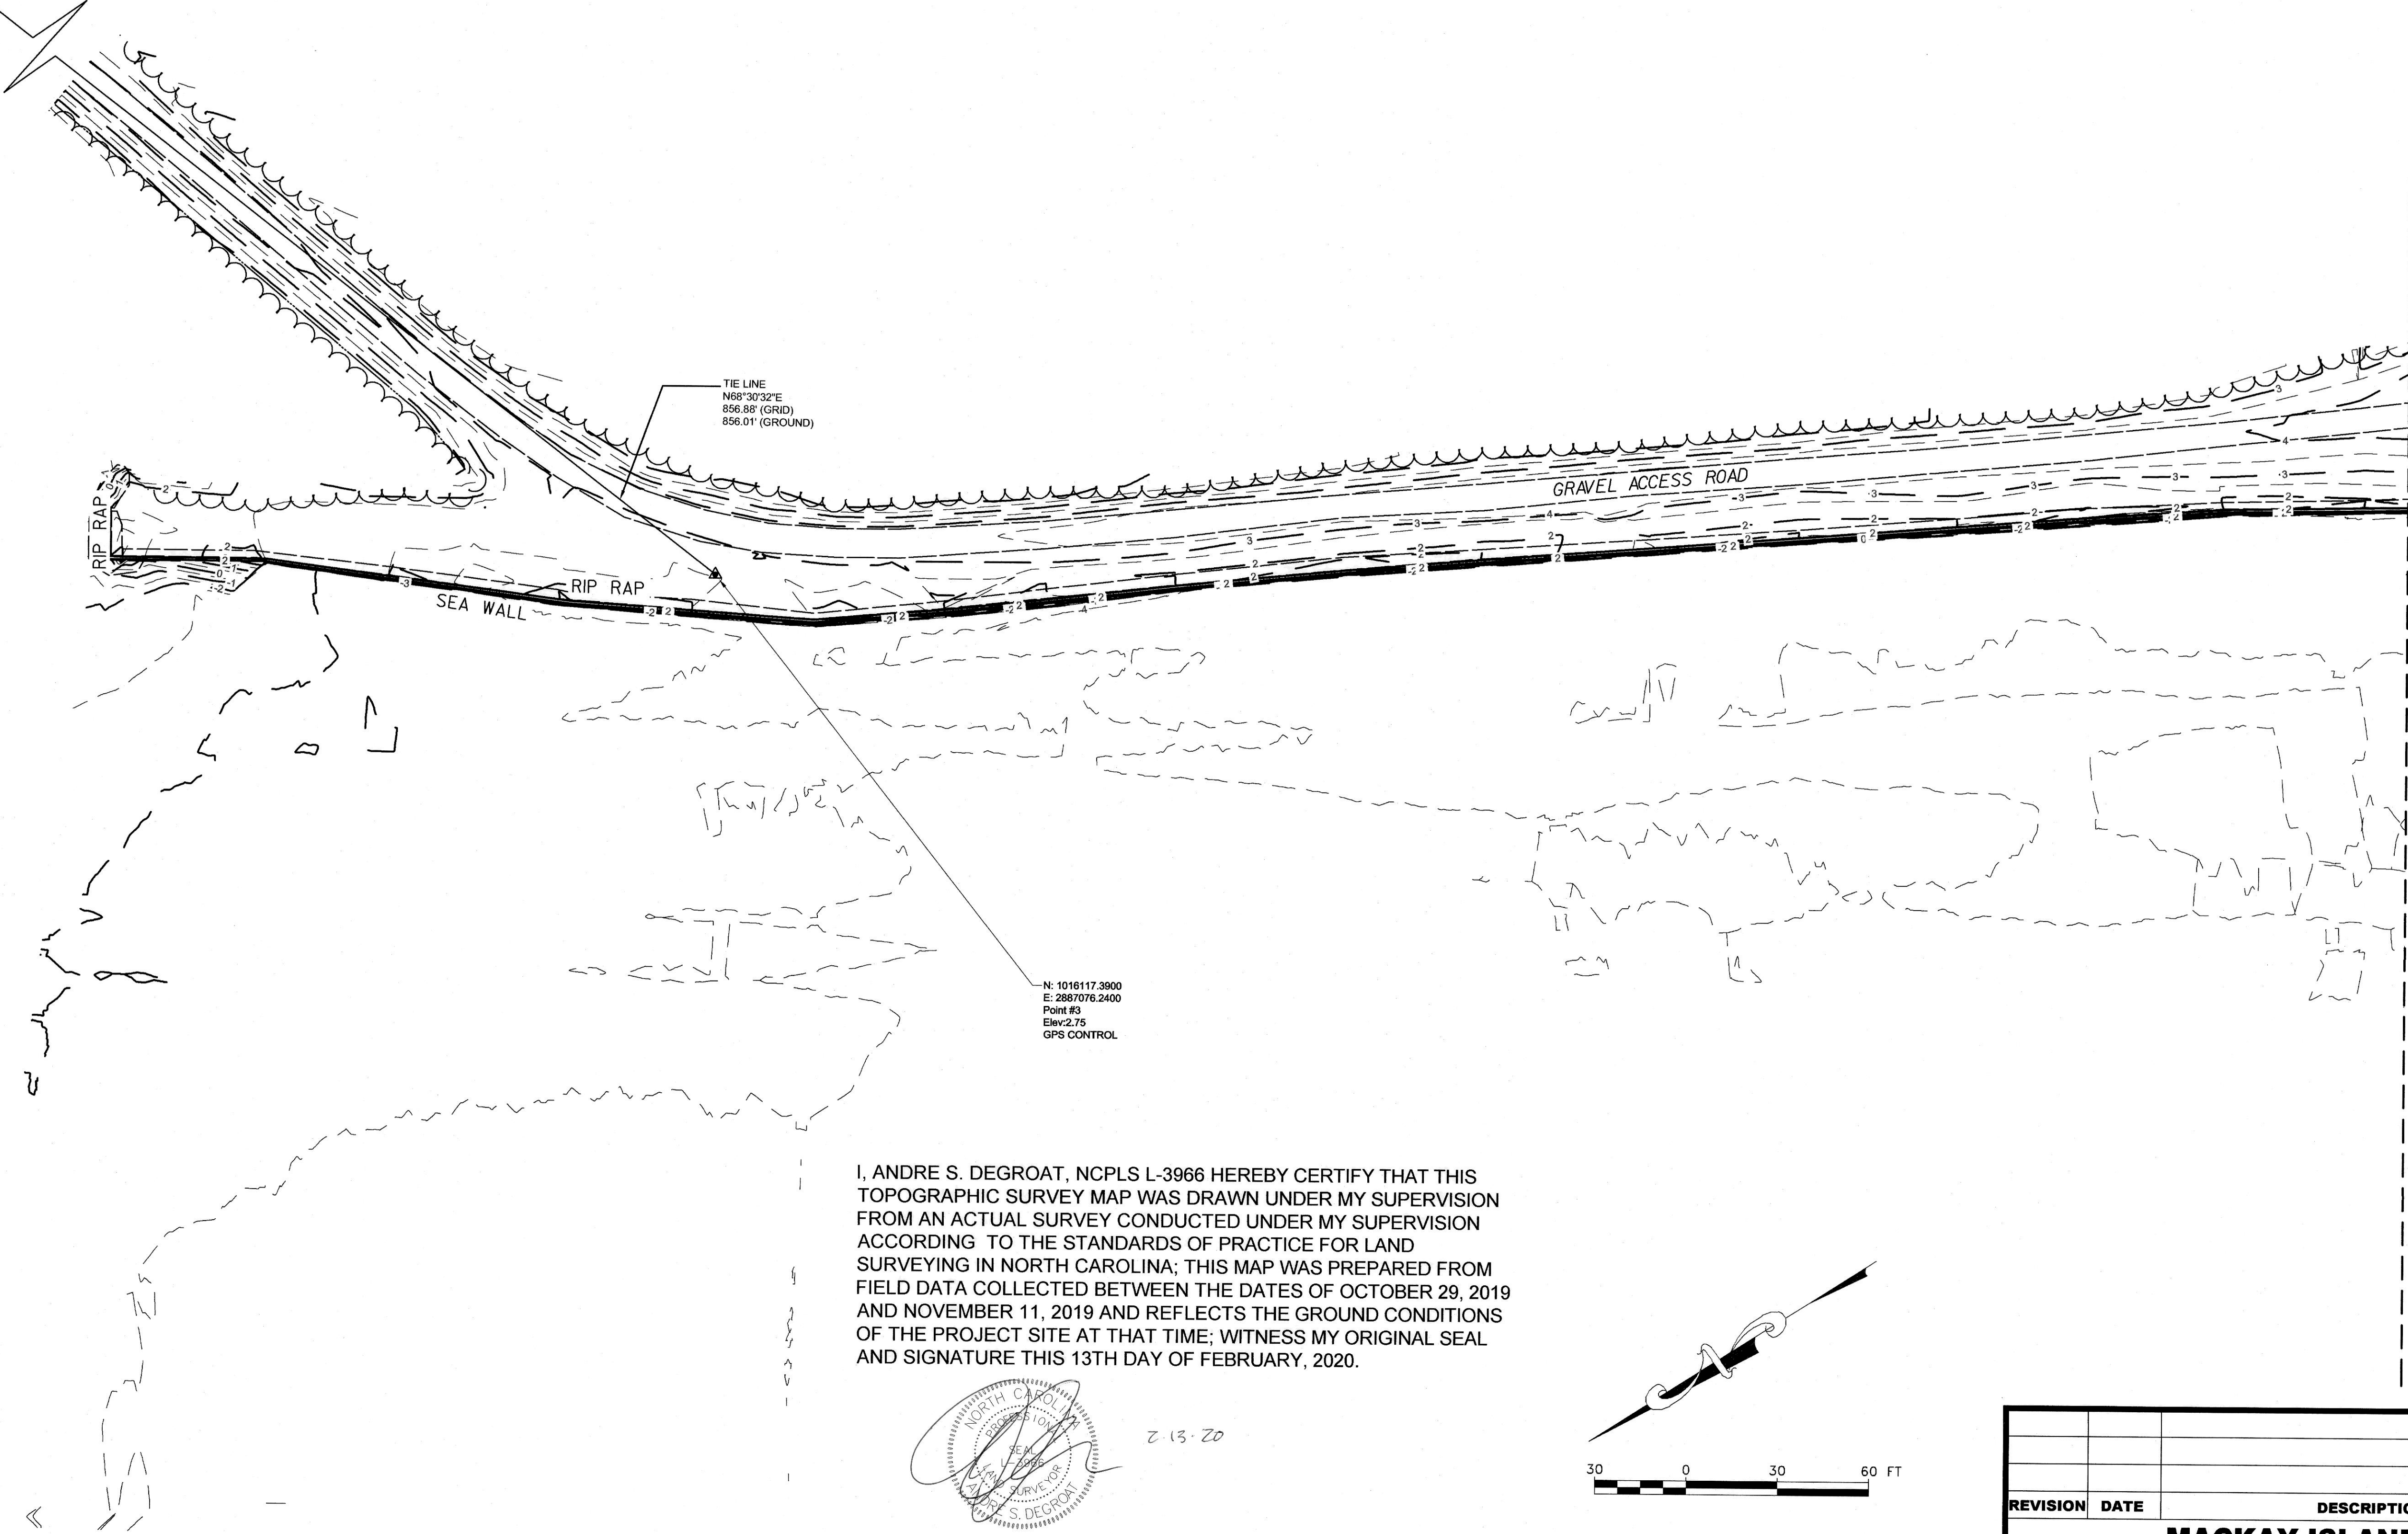 TIE LINE
N68°30'32"E
856.88' (GRID)
856.01' (GROUND)
GRAVEL ACCESS ROAD
RIP RAP
RIP RAP
SEA WALL
N: 1016117.3900
E: 2887076.2400
Point #3
Elev:2.75
GPS CONTROL
I, ANDRE S. DEGROAT, NCPLS L-3966 HEREBY CERTIFY THAT THIS
TOPOGRAPHIC SURVEY MAP WAS DRAWN UNDER MY SUPERVISION
FROM AN ACTUAL SURVEY CONDUCTED UNDER MY SUPERVISION
ACCORDING TO THE STANDARDS OF PRACTICE FOR LAND
SURVEYING IN NORTH CAROLINA; THIS MAP WAS PREPARED FROM
FIELD DATA COLLECTED BETWEEN THE DATES OF OCTOBER 29, 2019
AND NOVEMBER 11, 2019 AND REFLECTS THE GROUND CONDITIONS
OF THE PROJECT SITE AT THAT TIME; WITNESS MY ORIGINAL SEAL
AND SIGNATURE THIS 13TH DAY OF FEBRUARY, 2020.
NORTH CAROLINA
PROFESSIONAL
SEAL
L-3966
LAND SURVEYOR
ANDRE S. DEGROAT
2.13.20
N
30 0 30 60 FT
REVISION DATE
MACKAY